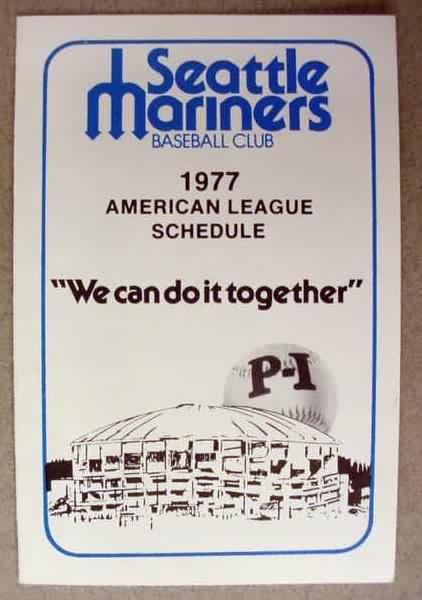 Seattle
Mariners
BASEBALL CLUB
1977
AMERICAN LEAGUE
SCHEDULE
"We can do it together"
P-I